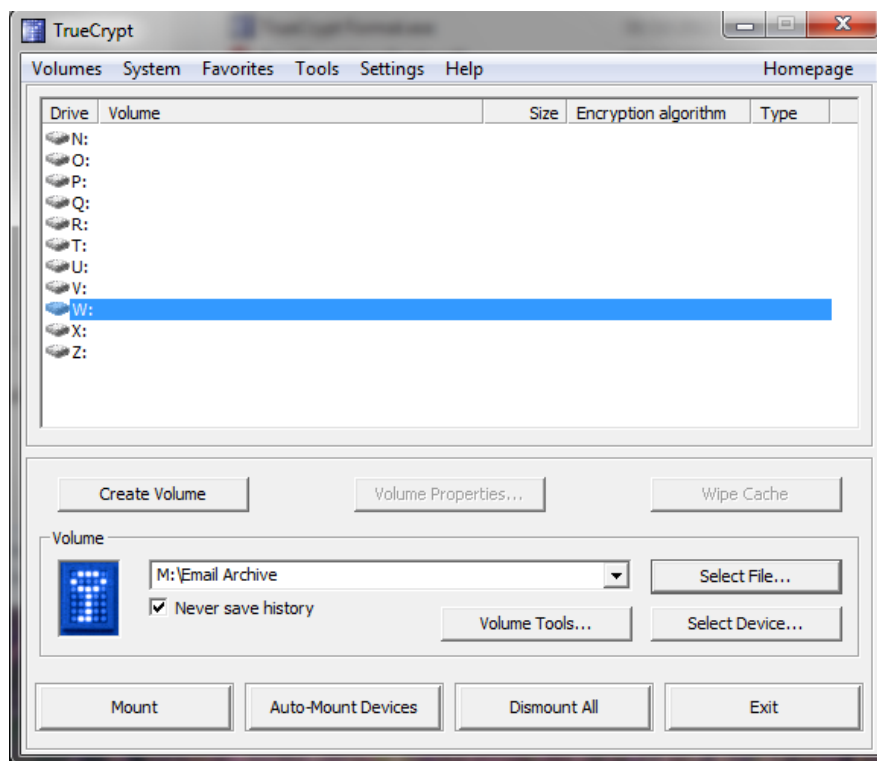 TrueCrypt
Volumes System Favorites Tools Settings Help Homepage
Drive Volume Size Encryption algorithm Type
N:
O:
P:
Q:
R:
T:
U:
V:
W:
X:
Z:
Create Volume Volume Properties... Wipe Cache
Volume
M:\Email Archive Select File...
Never save history
Volume Tools... Select Device...
Mount Auto-Mount Devices Dismount All Exit